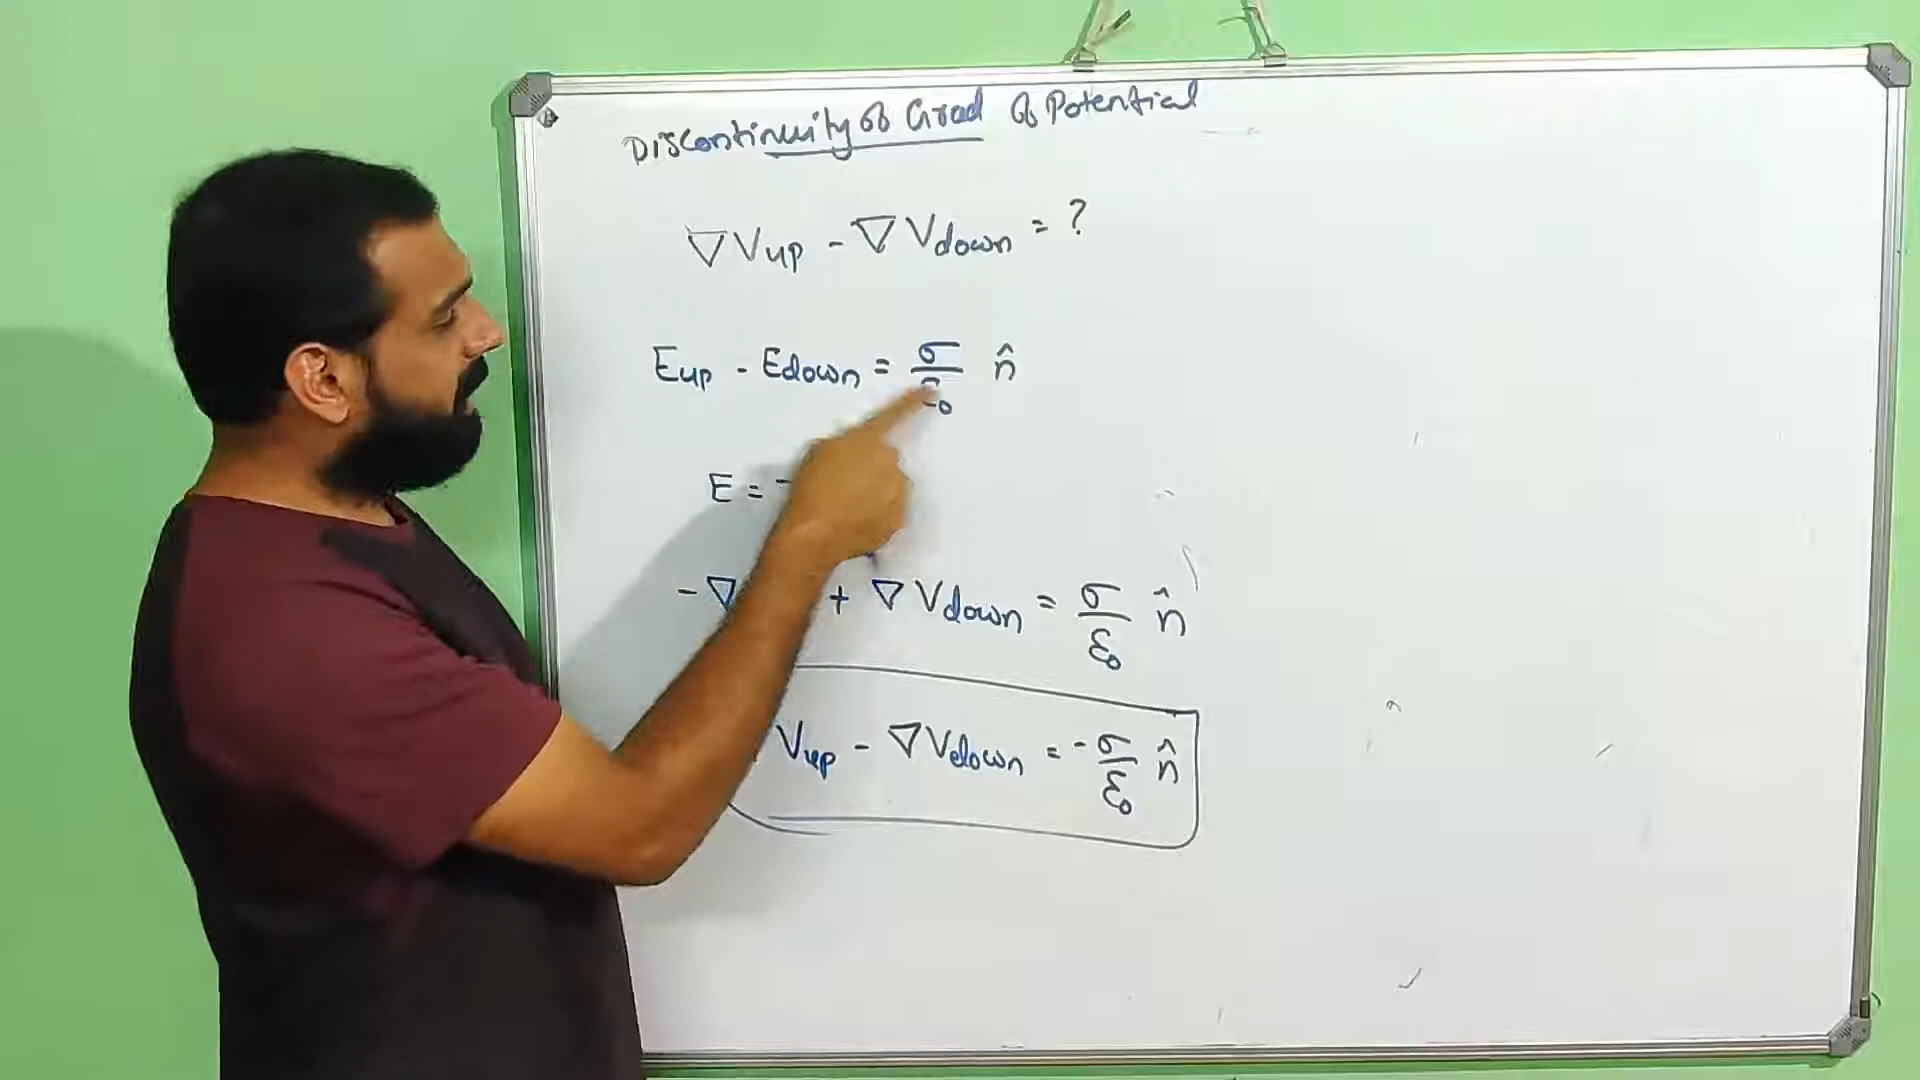 Discontinuity of Grad of Potential
∇Vup - ∇Vdown = ?
Eup - Edown = σ/ε0 n̂
E = -
-∇ + ∇Vdown = σ/ε0 n̂
Vup - ∇Vdown = -σ/ε0 n̂